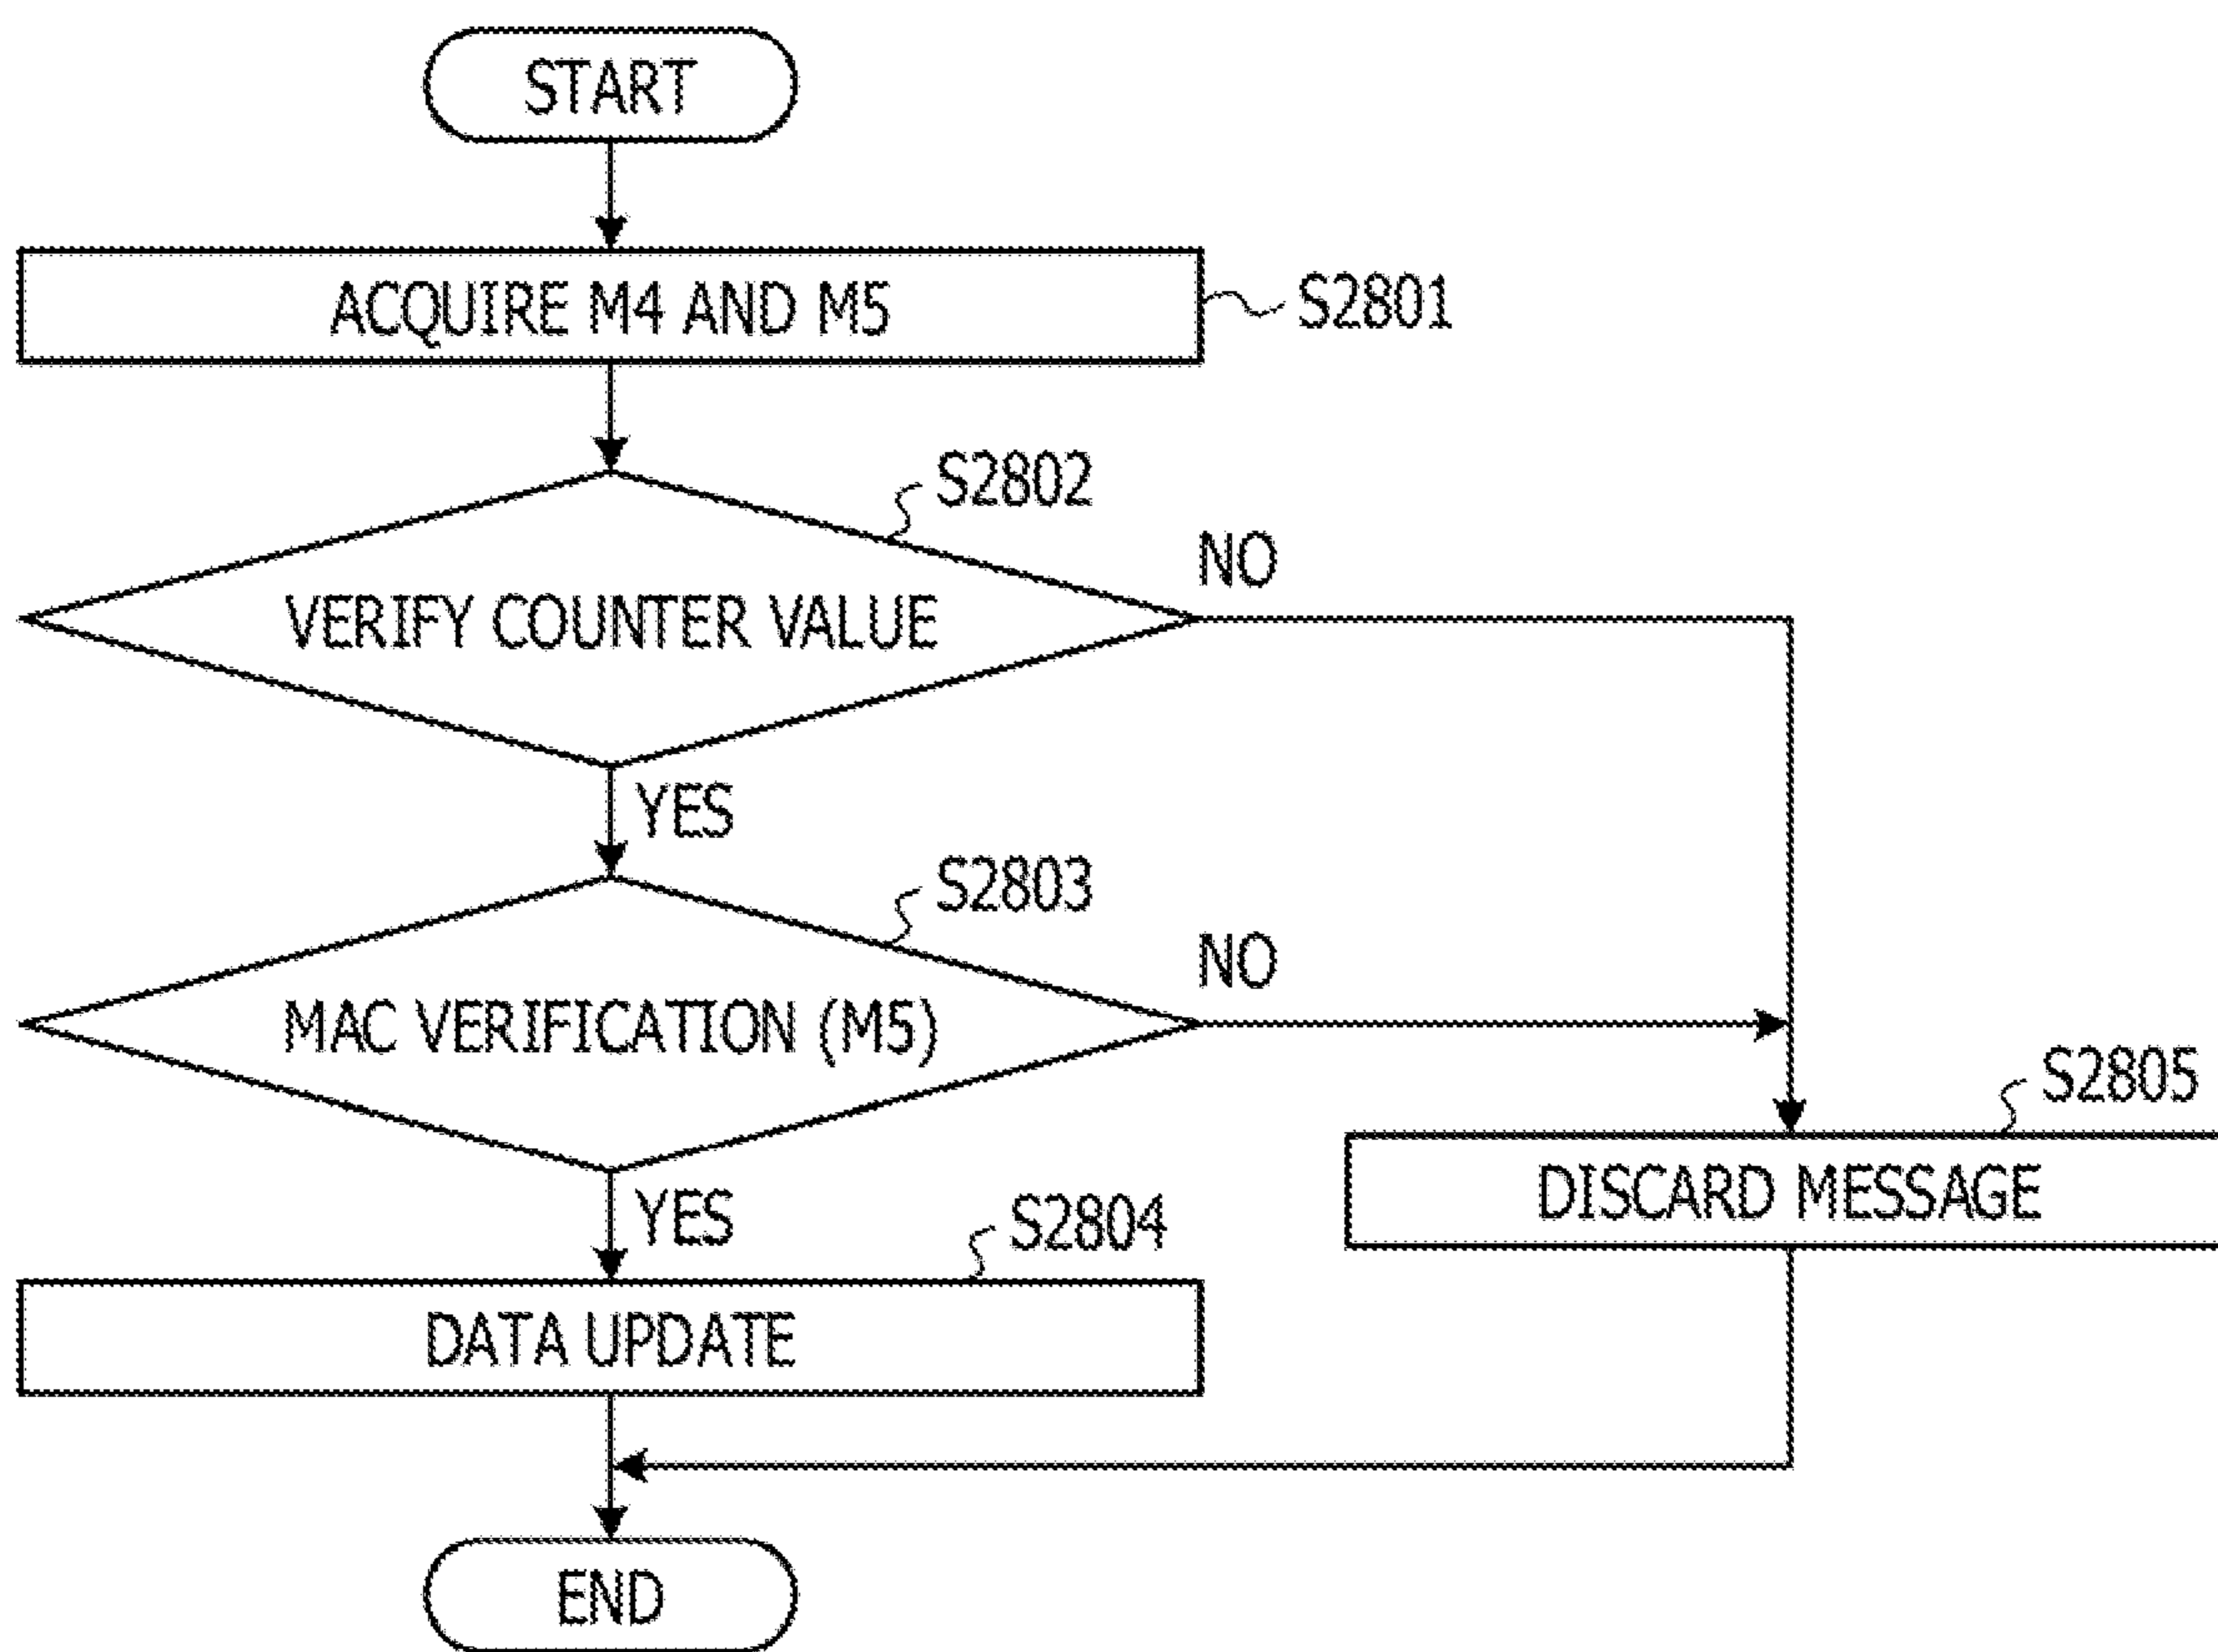 START
ACQUIRE M4 AND M5
S2801
S2802
VERIFY COUNTER VALUE
NO
YES
S2803
MAC VERIFICATION (M5)
NO
S2805
DISCARD MESSAGE
YES
S2804
DATA UPDATE
END